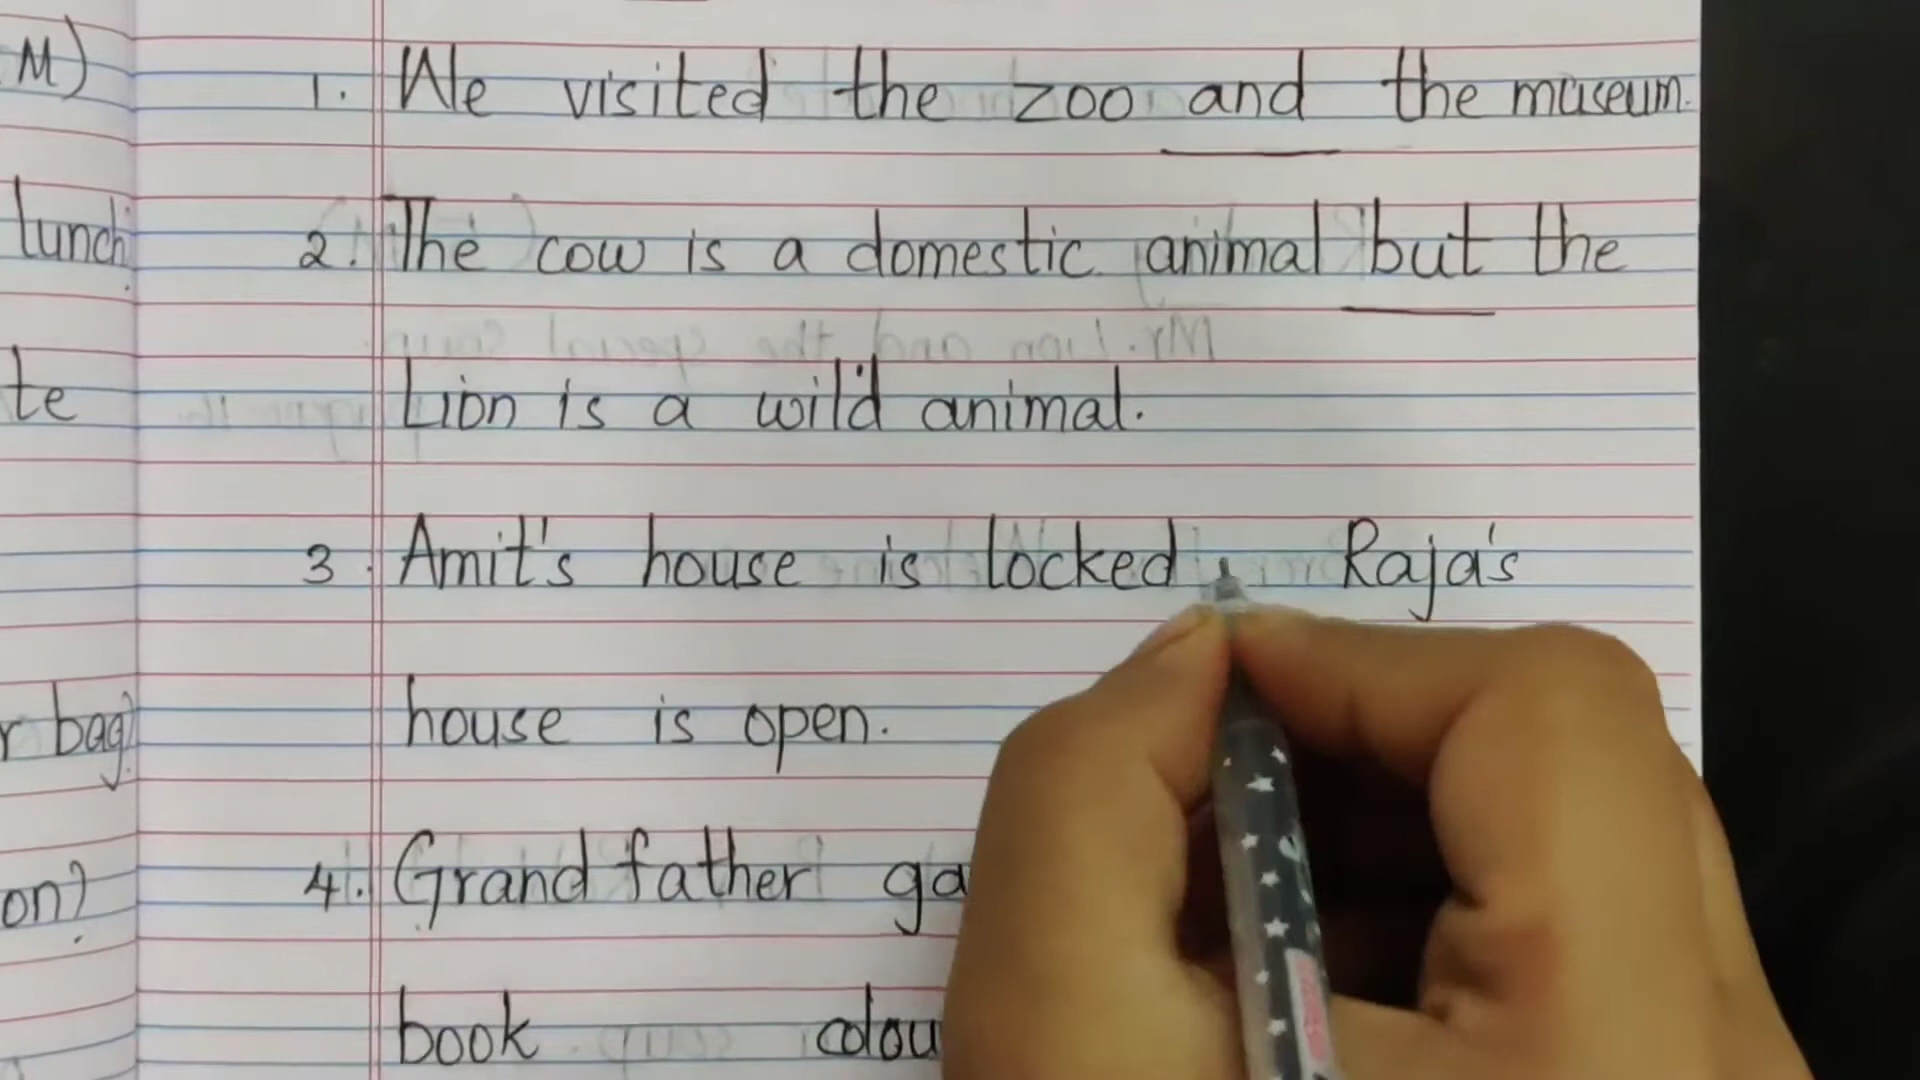 M)
1. We visited the zoo and the museum.
lunch
2. The cow is a domestic animal but the
te
Lion is a wild animal.
3. Amit's house is locked Raja's
r bag)
house is open.
4. Grand father ga
on)
book colou